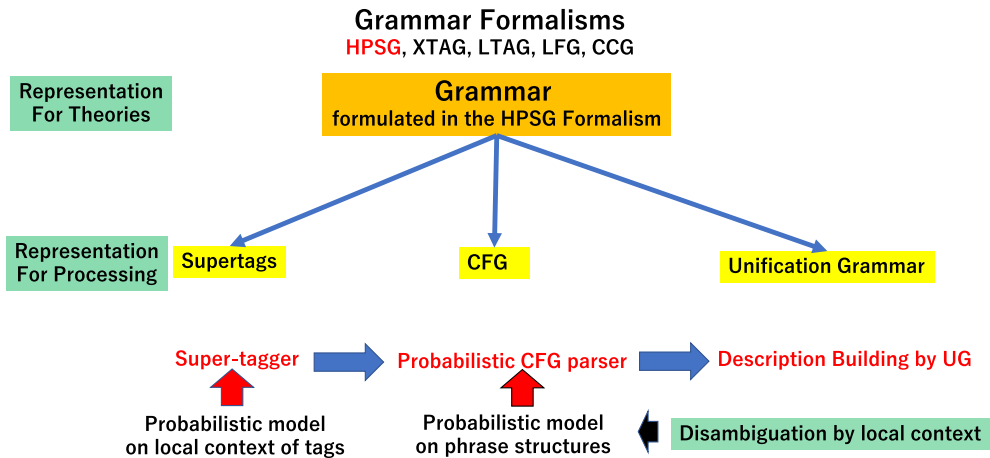 Grammar Formalisms
HPSG, XTAG, LTAG, LFG, CCG
Representation
For Theories
Grammar
formulated in the HPSG Formalism
Representation
For Processing
Supertags
CFG
Unification Grammar
Super-tagger
Probabilistic CFG parser
Description Building by UG
Probabilistic model
on local context of tags
Probabilistic model
on phrase structures
Disambiguation by local context